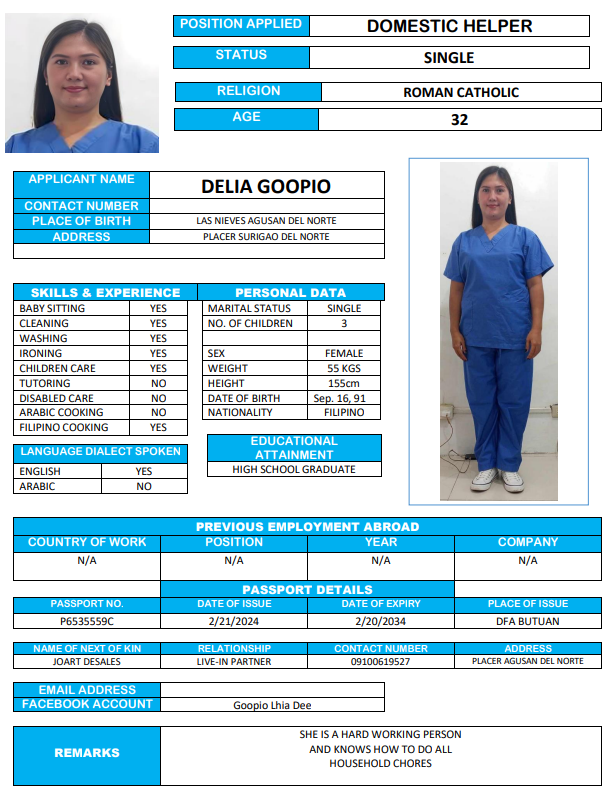 POSITION APPLIED DOMESTIC HELPER
STATUS SINGLE
RELIGION ROMAN CATHOLIC
AGE 32
APPLICANT NAME DELIA GOOPIO
CONTACT NUMBER
PLACE OF BIRTH LAS NIEVES AGUSAN DEL NORTE
ADDRESS PLACER SURIGAO DEL NORTE
SKILLS & EXPERIENCE
BABY SITTING YES
CLEANING YES
WASHING YES
IRONING YES
CHILDREN CARE YES
TUTORING NO
DISABLED CARE NO
ARABIC COOKING NO
FILIPINO COOKING YES
PERSONAL DATA
MARITAL STATUS SINGLE
NO. OF CHILDREN 3
SEX FEMALE
WEIGHT 55 KGS
HEIGHT 155cm
DATE OF BIRTH Sep. 16, 91
NATIONALITY FILIPINO
LANGUAGE DIALECT SPOKEN
ENGLISH YES
ARABIC NO
EDUCATIONAL
ATTAINMENT
HIGH SCHOOL GRADUATE
PREVIOUS EMPLOYMENT ABROAD
COUNTRY OF WORK POSITION YEAR COMPANY
N/A N/A N/A N/A
PASSPORT DETAILS
PASSPORT NO. DATE OF ISSUE DATE OF EXPIRY PLACE OF ISSUE
P6535559C 2/21/2024 2/20/2034 DFA BUTUAN
NAME OF NEXT OF KIN RELATIONSHIP CONTACT NUMBER ADDRESS
JOART DESALES LIVE-IN PARTNER 09100619527 PLACER AGUSAN DEL NORTE
EMAIL ADDRESS
FACEBOOK ACCOUNT Goopio Lhia Dee
REMARKS
SHE IS A HARD WORKING PERSON
AND KNOWS HOW TO DO ALL
HOUSEHOLD CHORES